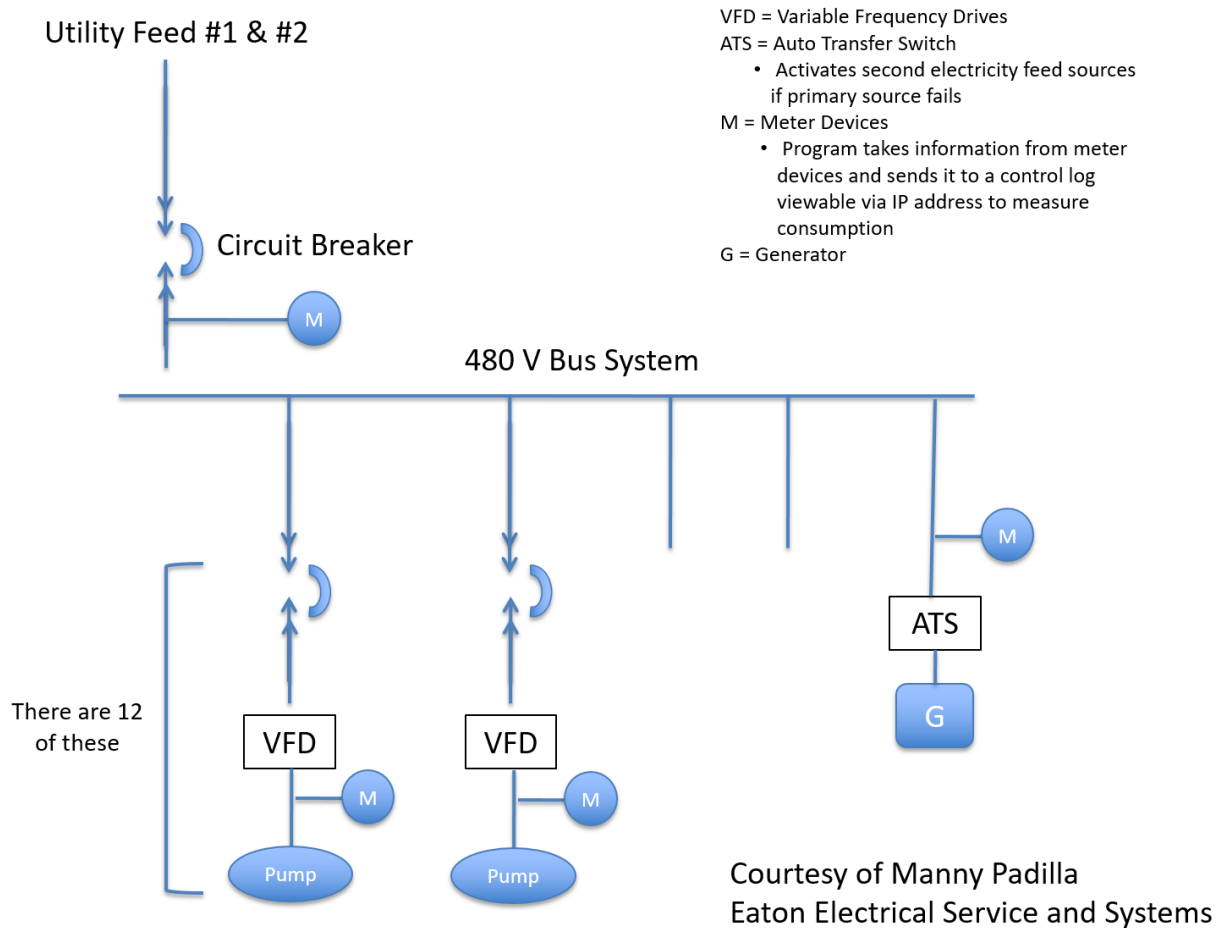 Utility Feed #1 & #2
VFD = Variable Frequency Drives
ATS = Auto Transfer Switch
• Activates second electricity feed sources
if primary source fails
M = Meter Devices
• Program takes information from meter
devices and sends it to a control log
viewable via IP address to measure
consumption
G = Generator
Circuit Breaker
M
480 V Bus System
M
ATS
G
There are 12
of these
VFD
VFD
M
M
Pump
Pump
Courtesy of Manny Padilla
Eaton Electrical Service and Systems